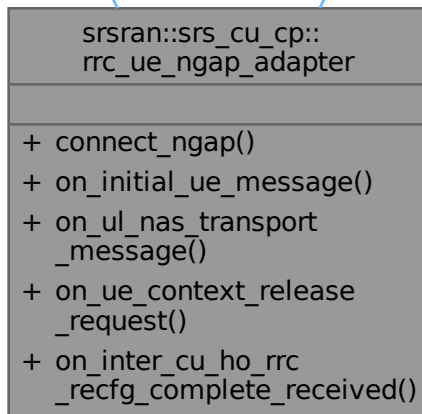 srsran::srs_cu_cp::
rrc_ue_ngap_adapter
+ connect_ngap()
+ on_initial_ue_message()
+ on_ul_nas_transport
_message()
+ on_ue_context_release
_request()
+ on_inter_cu_ho_rrc
_recfg_complete_received()